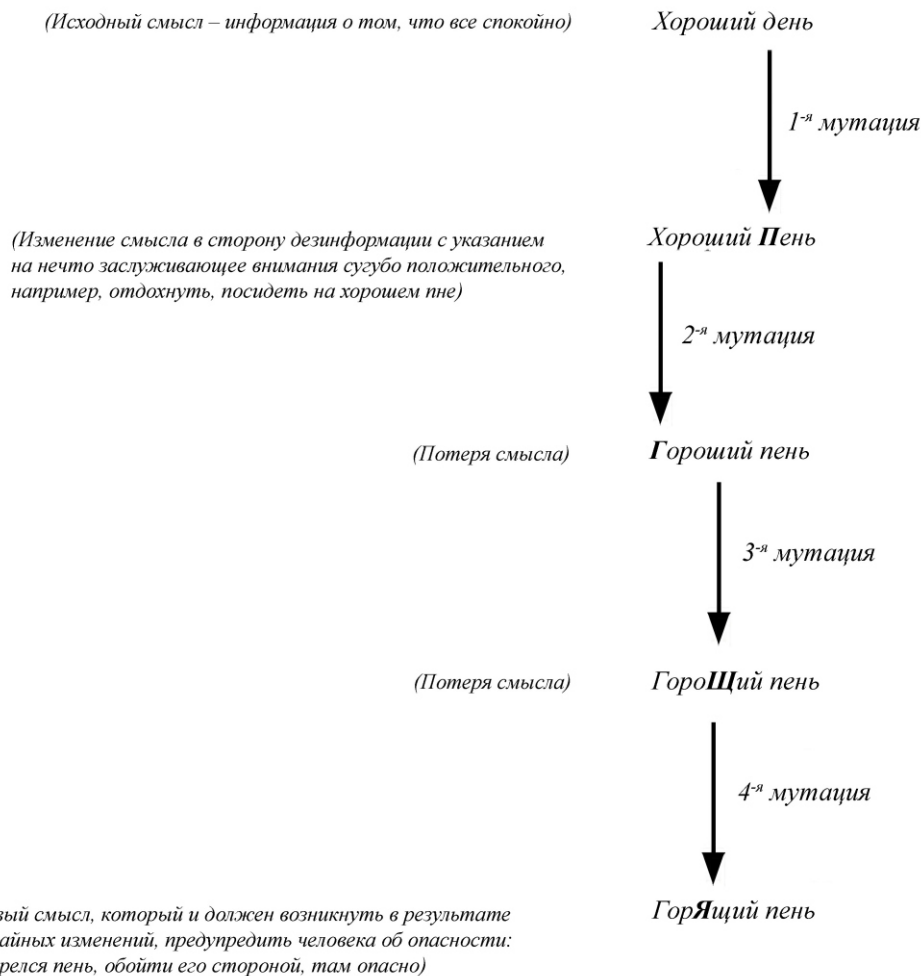 (Исходный смысл – информация о том, что все спокойно)
Хороший день
1-я мутация
(Изменение смысла в сторону дезинформации с указанием
на нечто заслуживающее внимания сугубо положительного,
например, отдохнуть, посидеть на хорошем пне)
Хороший Пень
2-я мутация
(Потеря смысла)
Гороший пень
3-я мутация
(Потеря смысла)
ГороЩий пень
4-я мутация
смысл, который и должен возникнуть в результате
изменений, предупредить человека об опасности:
пень, обойти его стороной, там опасно)
ГорЯщий пень